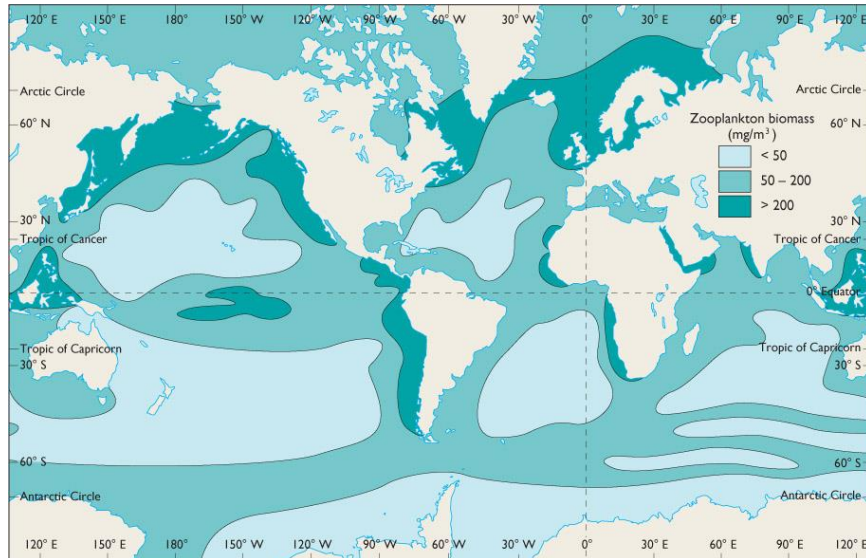 120° E 150° E 180° 150° W 120° W 90° W 60° W 30° W 0° 30° E 60° E 90° E 120° E
Arctic Circle
Arctic Circle
60° N
60° N
Zooplankton biomass
(mg/m³)
< 50
50 – 200
> 200
30° N
30° N
Tropic of Cancer
Tropic of Cancer
0° Equator
Tropic of Capricorn
Tropic of Capricorn
30° S
30° S
60° S
60° S
Antarctic Circle
Antarctic Circle
120° E 150° E 180° 150° W 120° W 90° W 60° W 30° W 0° 30° E 60° E 90° E 120° E